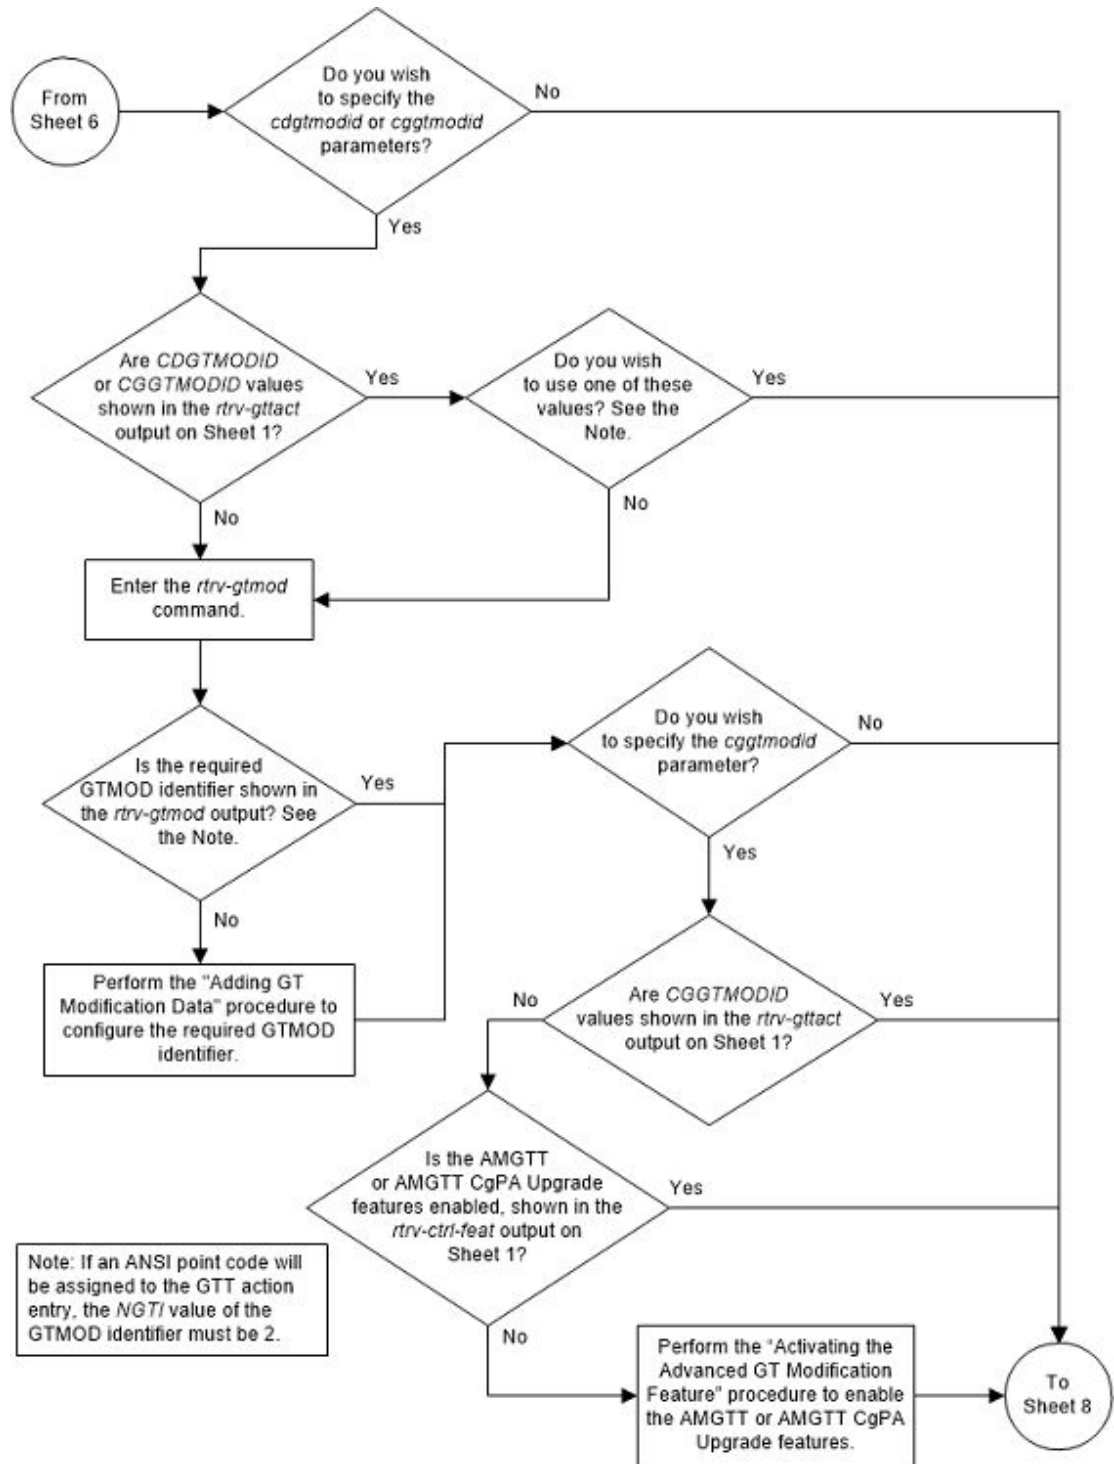 From
Sheet 6
Do you wish
to specify the
cdgtmodid or cggtmodid
parameters?
No
Yes
Are CDGTMODID
or CGGTMODID values
shown in the rtrv-gttact
output on Sheet 1?
Yes
Do you wish
to use one of these
values? See the
Note.
Yes
No
No
Enter the rtrv-gtmod
command.
Is the required
GTMOD identifier shown in
the rtrv-gtmod output? See
the Note.
Yes
Do you wish
to specify the cggtmodid
parameter?
No
Yes
No
Perform the "Adding GT
Modification Data" procedure to
configure the required GTMOD
identifier.
Are CGGTMODID
values shown in the rtrv-gttact
output on Sheet 1?
No
Yes
Is the AMGTT
or AMGTT CgPA Upgrade
features enabled, shown in the
rtrv-ctrl-feat output on
Sheet 1?
Yes
No
Note: If an ANSI point code will
be assigned to the GTT action
entry, the NGTI value of the
GTMOD identifier must be 2.
Perform the "Activating the
Advanced GT Modification
Feature" procedure to enable
the AMGTT or AMGTT CgPA
Upgrade features.
To
Sheet 8